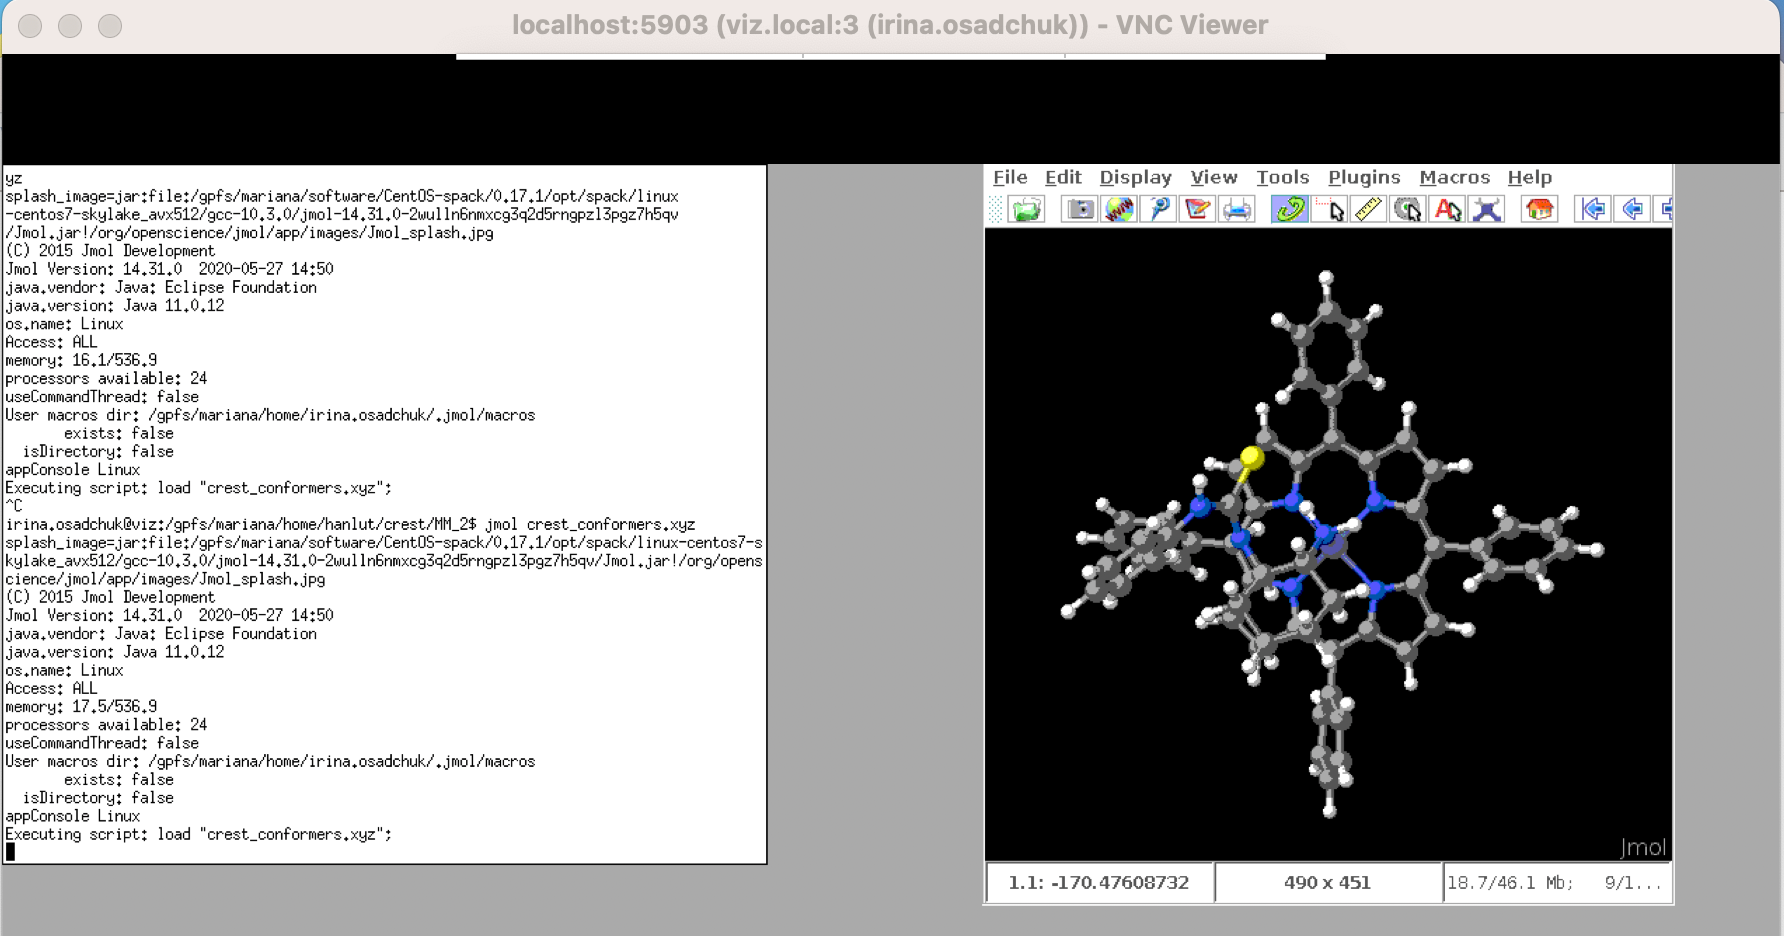 localhost:5903 (viz.local:3 (irina.osadchuk)) - VNC Viewer
yz
splash_image=jar:file:/gpfs/mariana/software/CentOS-spack/0.17.1/opt/spack/linux
-centos7-skylake_avx512/gcc-10.3.0/jmol-14.31.0-2wulln6nmxcg3q2d5rngpzl3pgz7h5qv
/Jmol.jar!/org/openscience/jmol/app/images/Jmol_splash.jpg
(C) 2015 Jmol Development
Jmol Version: 14.31.0  2020-05-27 14:50
java.vendor: Java: Eclipse Foundation
java.version: Java 11.0.12
os.name: Linux
Access: ALL
memory: 16.1/536.9
processors available: 24
useCommandThread: false
User macros dir: /gpfs/mariana/home/irina.osadchuk/.jmol/macros
exists: false
isDirectory: false
appConsole Linux
Executing script: load "crest_conformers.xyz";
^C
irina.osadchuk@viz:/gpfs/mariana/home/hanlut/crest/MM_2$ jmol crest_conformers.xyz
splash_image=jar:file:/gpfs/mariana/software/CentOS-spack/0.17.1/opt/spack/linux-centos7-s
kylake_avx512/gcc-10.3.0/jmol-14.31.0-2wulln6nmxcg3q2d5rngpzl3pgz7h5qv/Jmol.jar!/org/opens
cience/jmol/app/images/Jmol_splash.jpg
(C) 2015 Jmol Development
Jmol Version: 14.31.0  2020-05-27 14:50
java.vendor: Java: Eclipse Foundation
java.version: Java 11.0.12
os.name: Linux
Access: ALL
memory: 17.5/536.9
processors available: 24
useCommandThread: false
User macros dir: /gpfs/mariana/home/irina.osadchuk/.jmol/macros
exists: false
isDirectory: false
appConsole Linux
Executing script: load "crest_conformers.xyz";
File Edit Display View Tools Plugins Macros Help
Jmol
1.1: -170.47608732
490 x 451
18.7/46.1 Mb;   9/1...